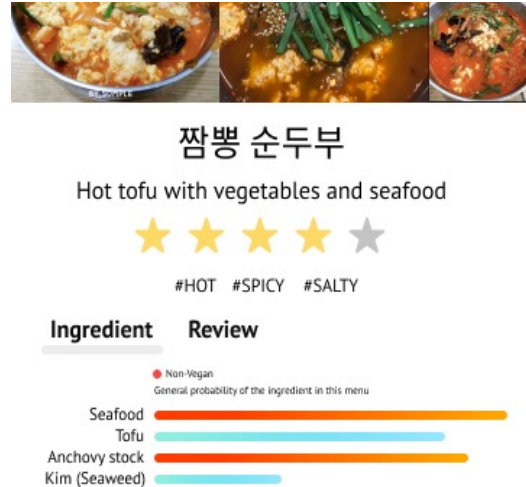 짬뽕 순두부
Hot tofu with vegetables and seafood
#HOT #SPICY #SALTY
Ingredient Review
Non-Vegan
General probability of the ingredient in this menu
Seafood
Tofu
Anchovy stock
Kim (Seaweed)